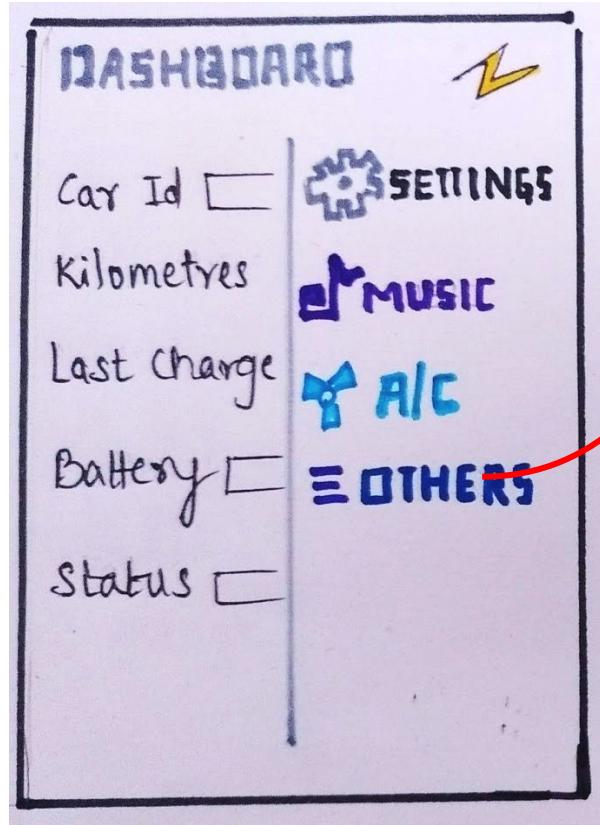 DASHBOARD
Car Id
Kilometres
Last Charge
Battery
Status
SETTINGS
MUSIC
A/C
OTHERS